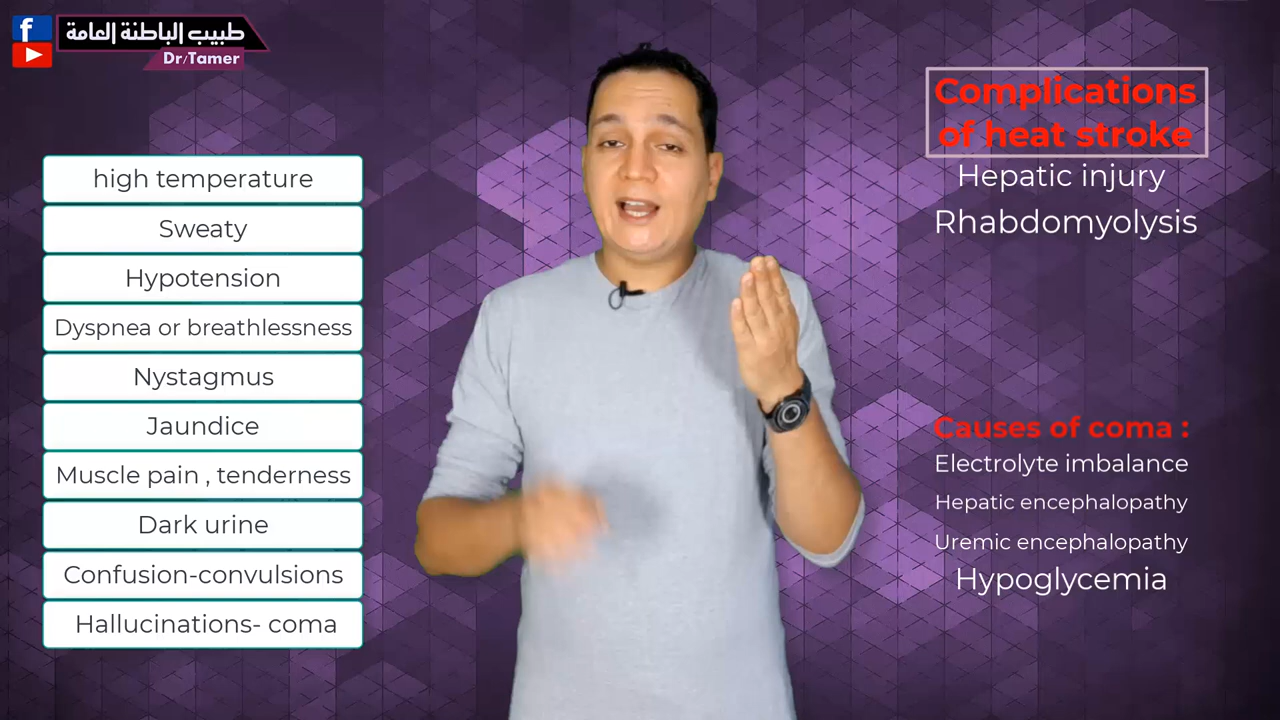 f
طبيب الباطنة العامة
Dr/Tamer
high temperature
Sweaty
Hypotension
Dyspnea or breathlessness
Nystagmus
Jaundice
Muscle pain , tenderness
Dark urine
Confusion-convulsions
Hallucinations- coma
Complications
of heat stroke
Hepatic injury
Rhabdomyolysis
Causes of coma :
Electrolyte imbalance
Hepatic encephalopathy
Uremic encephalopathy
Hypoglycemia